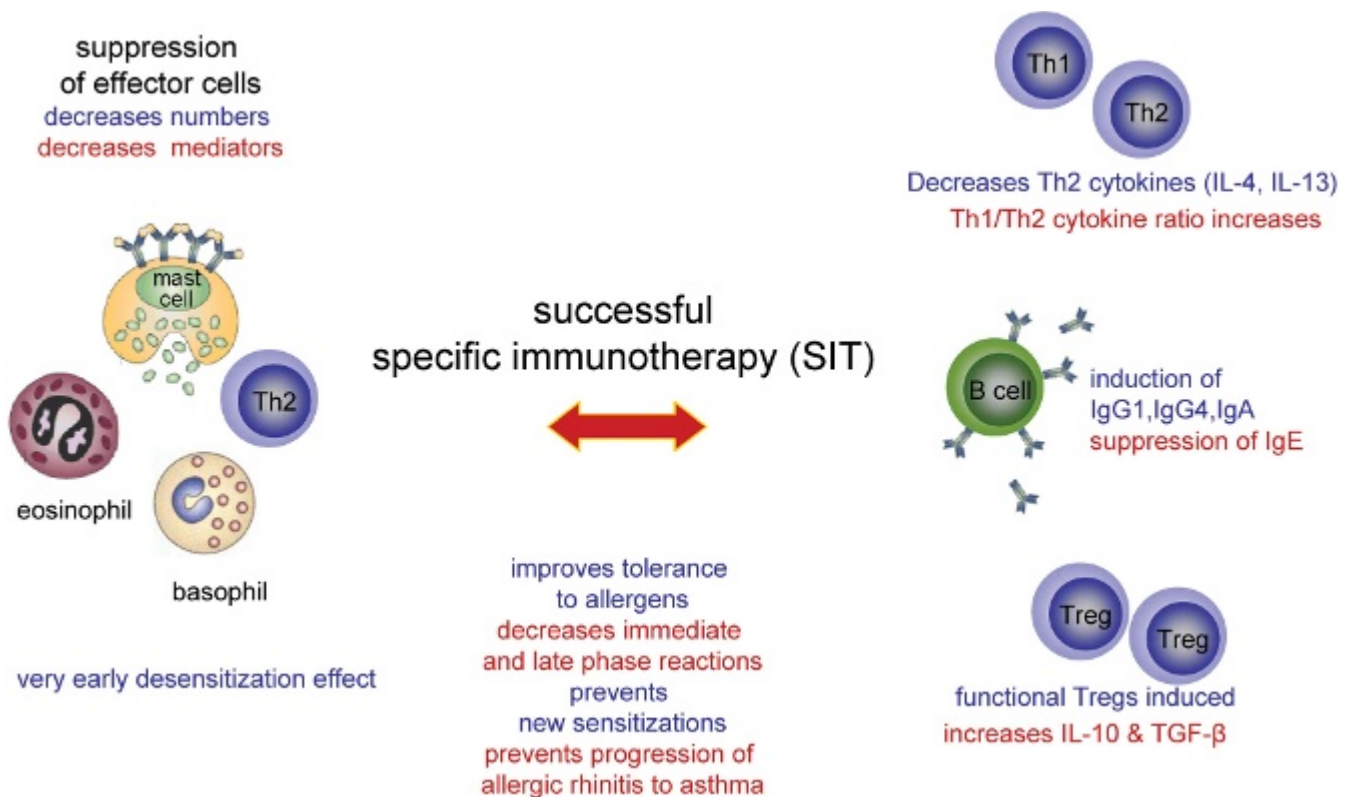 suppression
of effector cells
decreases numbers
decreases mediators
mast
cell
Th2
eosinophil
basophil
very early desensitization effect
successful
specific immunotherapy (SIT)
improves tolerance
to allergens
decreases immediate
and late phase reactions
prevents
new sensitizations
prevents progression of
allergic rhinitis to asthma
Th1
Th2
Decreases Th2 cytokines (IL-4, IL-13)
Th1/Th2 cytokine ratio increases
B cell
induction of
IgG1,IgG4,IgA
suppression of IgE
Treg
Treg
functional Tregs induced
increases IL-10 & TGF-β